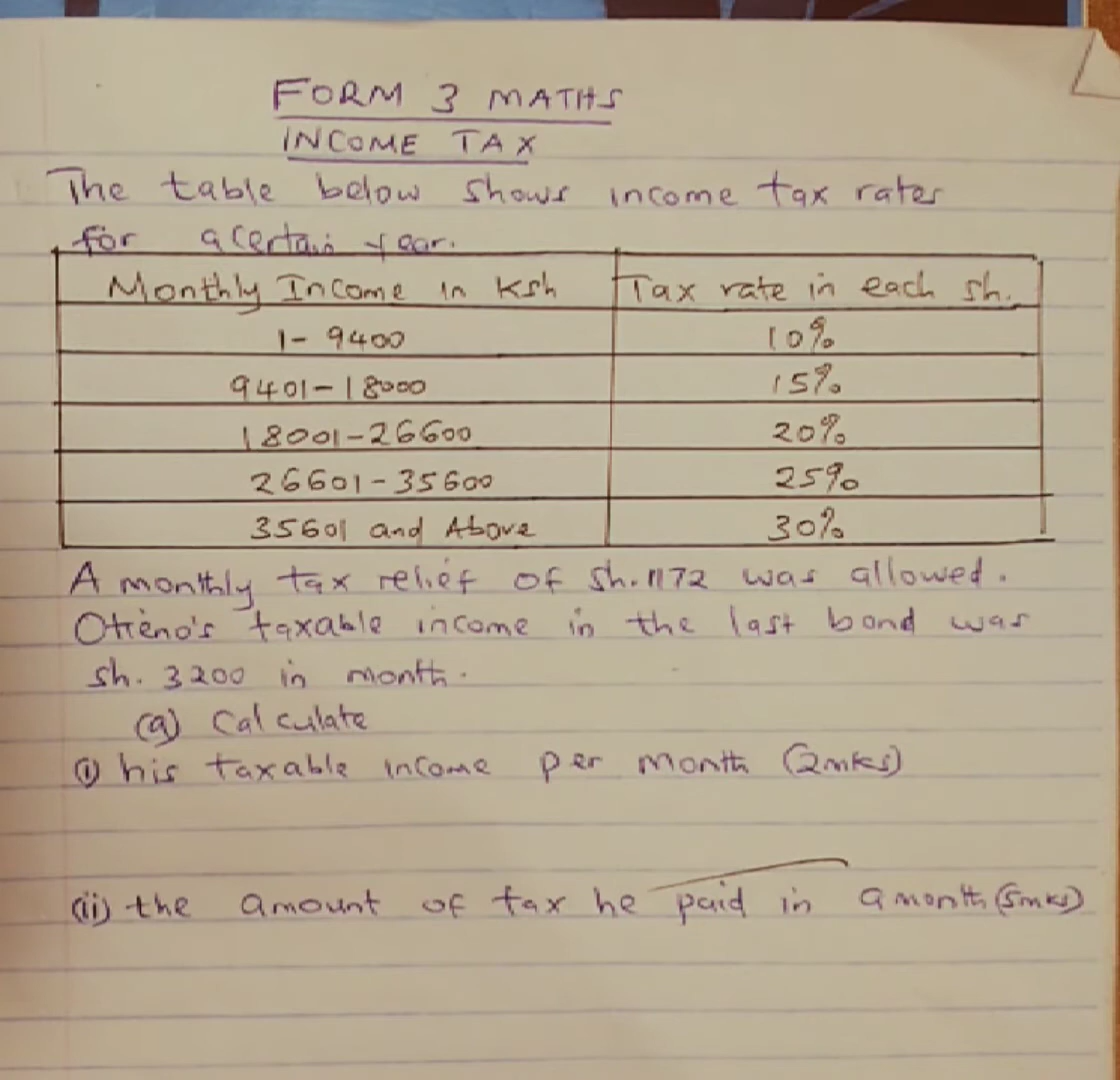 FORM 3 MATHS
INCOME TAX
The table below shows income tax rates
for a certain year.
Monthly Income in Ksh Tax rate in each sh.
1- 9400 10%
9401-18000 15%
18001-26600 20%
26601-35600 25%
35601 and Above 30%
A monthly tax relief of sh.1172 was allowed.
Otieno's taxable income in the last band was
sh. 3200 in month.
(a) Calculate
(i) his taxable income per month (2mks)
(ii) the amount of tax he paid in a month (5mks)